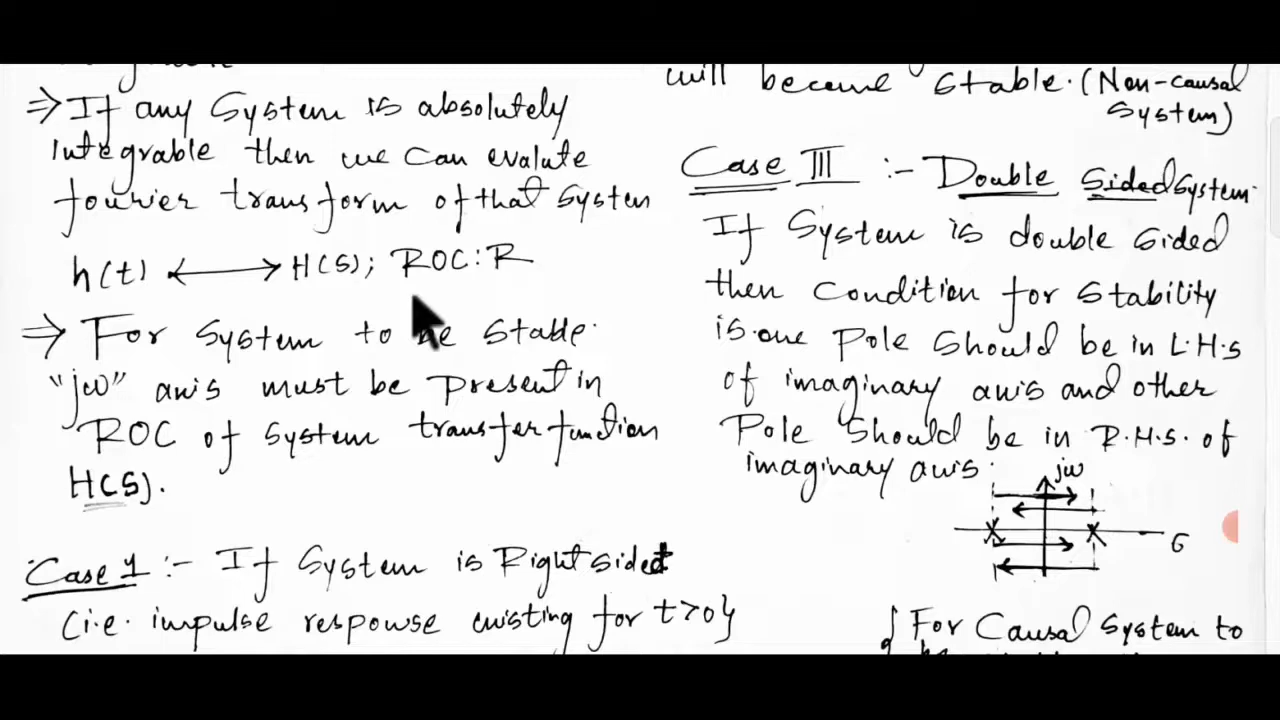 ⇒ If any System is absolutely
integrable then we can evalute
fourier transform of that System
h(t) ⟷ H(S); ROC:R
⇒ For System to be Stable
"jω" axis must be present in
ROC of System transfer function
H(S).
Case 1 :- If System is Right sided
(i.e. impulse response existing for t>0}
will become Stable. (Non-causal
System)
Case III :- Double Sided System.
If System is double sided
then Condition for Stability
is one Pole Should be in L.H.S
of imaginary axis and other
Pole Should be in R.H.S. of
imaginary axis.
jω
σ
For Causal System to